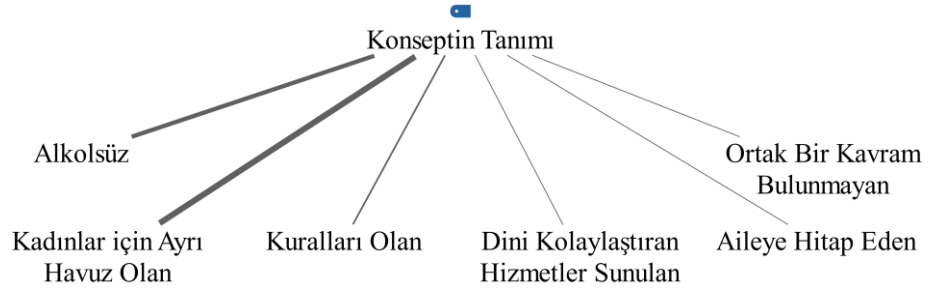 Konseptin Tanımı
Alkolsüz
Ortak Bir Kavram
Bulunmayan
Kadınlar için Ayrı
Havuz Olan
Kuralları Olan
Dini Kolaylaştıran
Hizmetler Sunulan
Aileye Hitap Eden